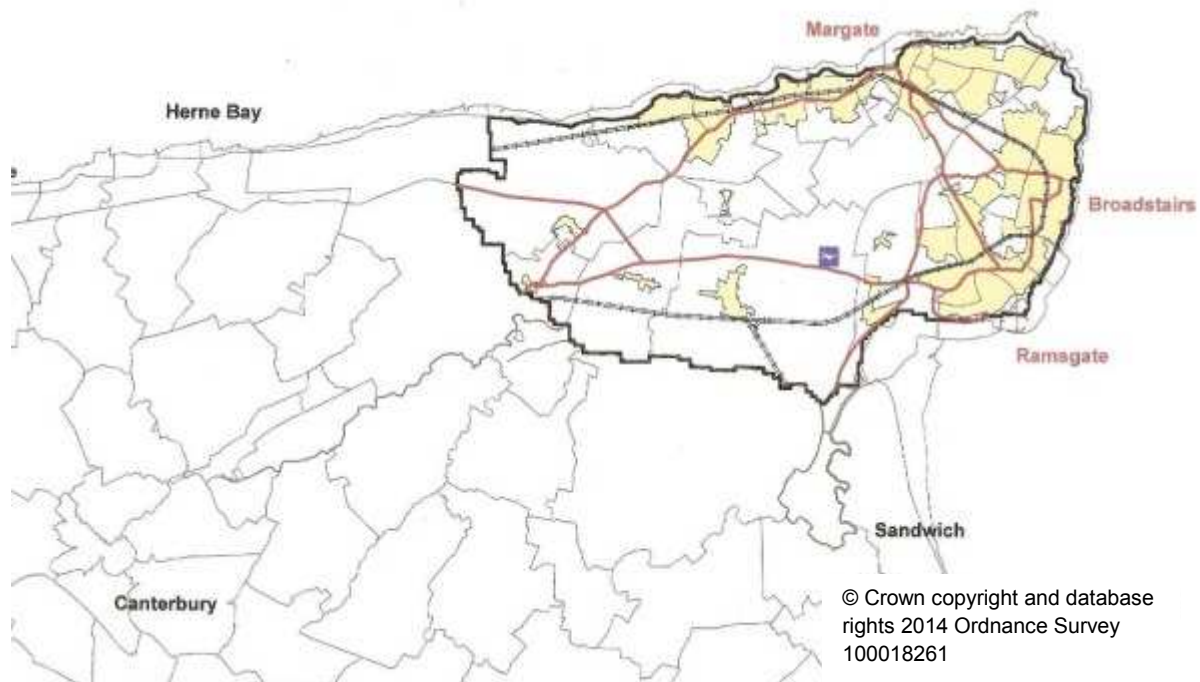 Margate
Herne Bay
Broadstairs
Ramsgate
Sandwich
Canterbury
© Crown copyright and database
rights 2014 Ordnance Survey
100018261